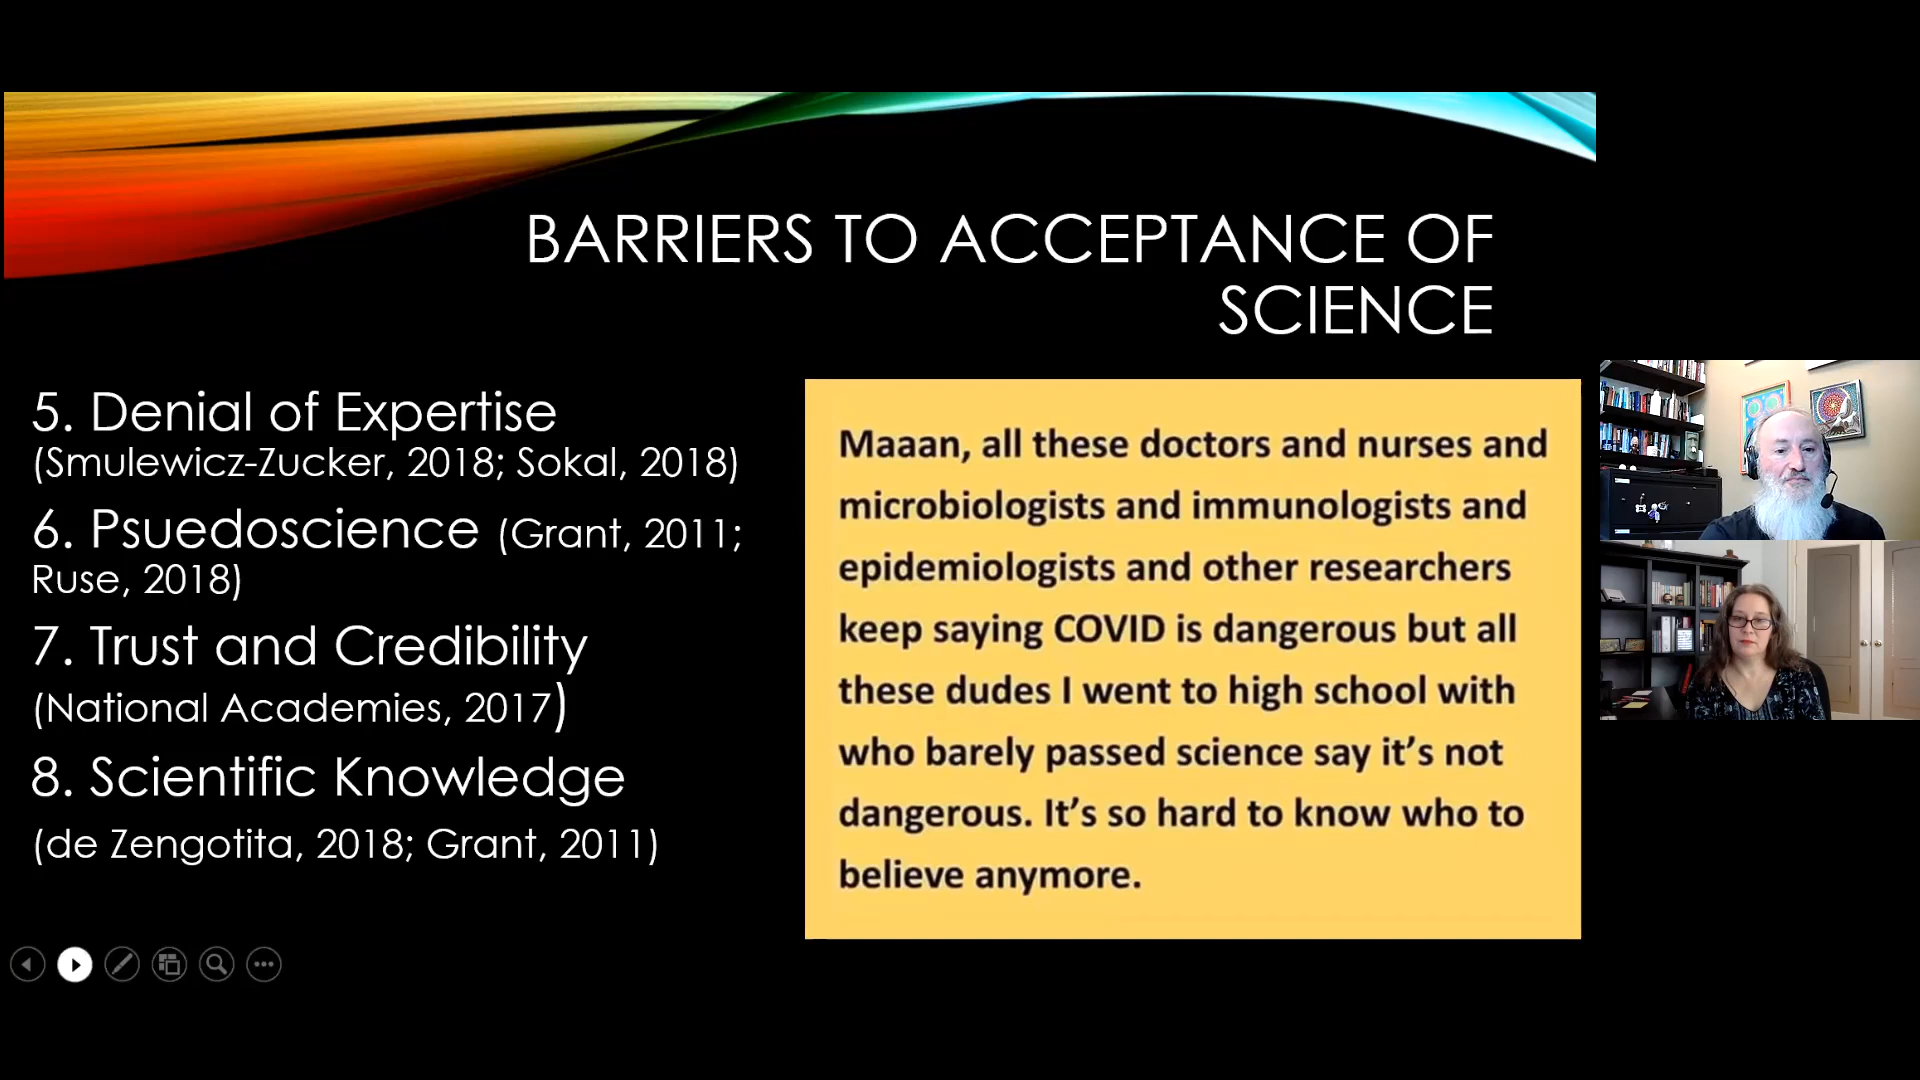 BARRIERS TO ACCEPTANCE OF
SCIENCE
5. Denial of Expertise
(Smulewicz-Zucker, 2018; Sokal, 2018)
6. Psuedoscience (Grant, 2011;
Ruse, 2018)
7. Trust and Credibility
(National Academies, 2017)
8. Scientific Knowledge
(de Zengotita, 2018; Grant, 2011)
Maaan, all these doctors and nurses and
microbiologists and immunologists and
epidemiologists and other researchers
keep saying COVID is dangerous but all
these dudes I went to high school with
who barely passed science say it’s not
dangerous. It’s so hard to know who to
believe anymore.